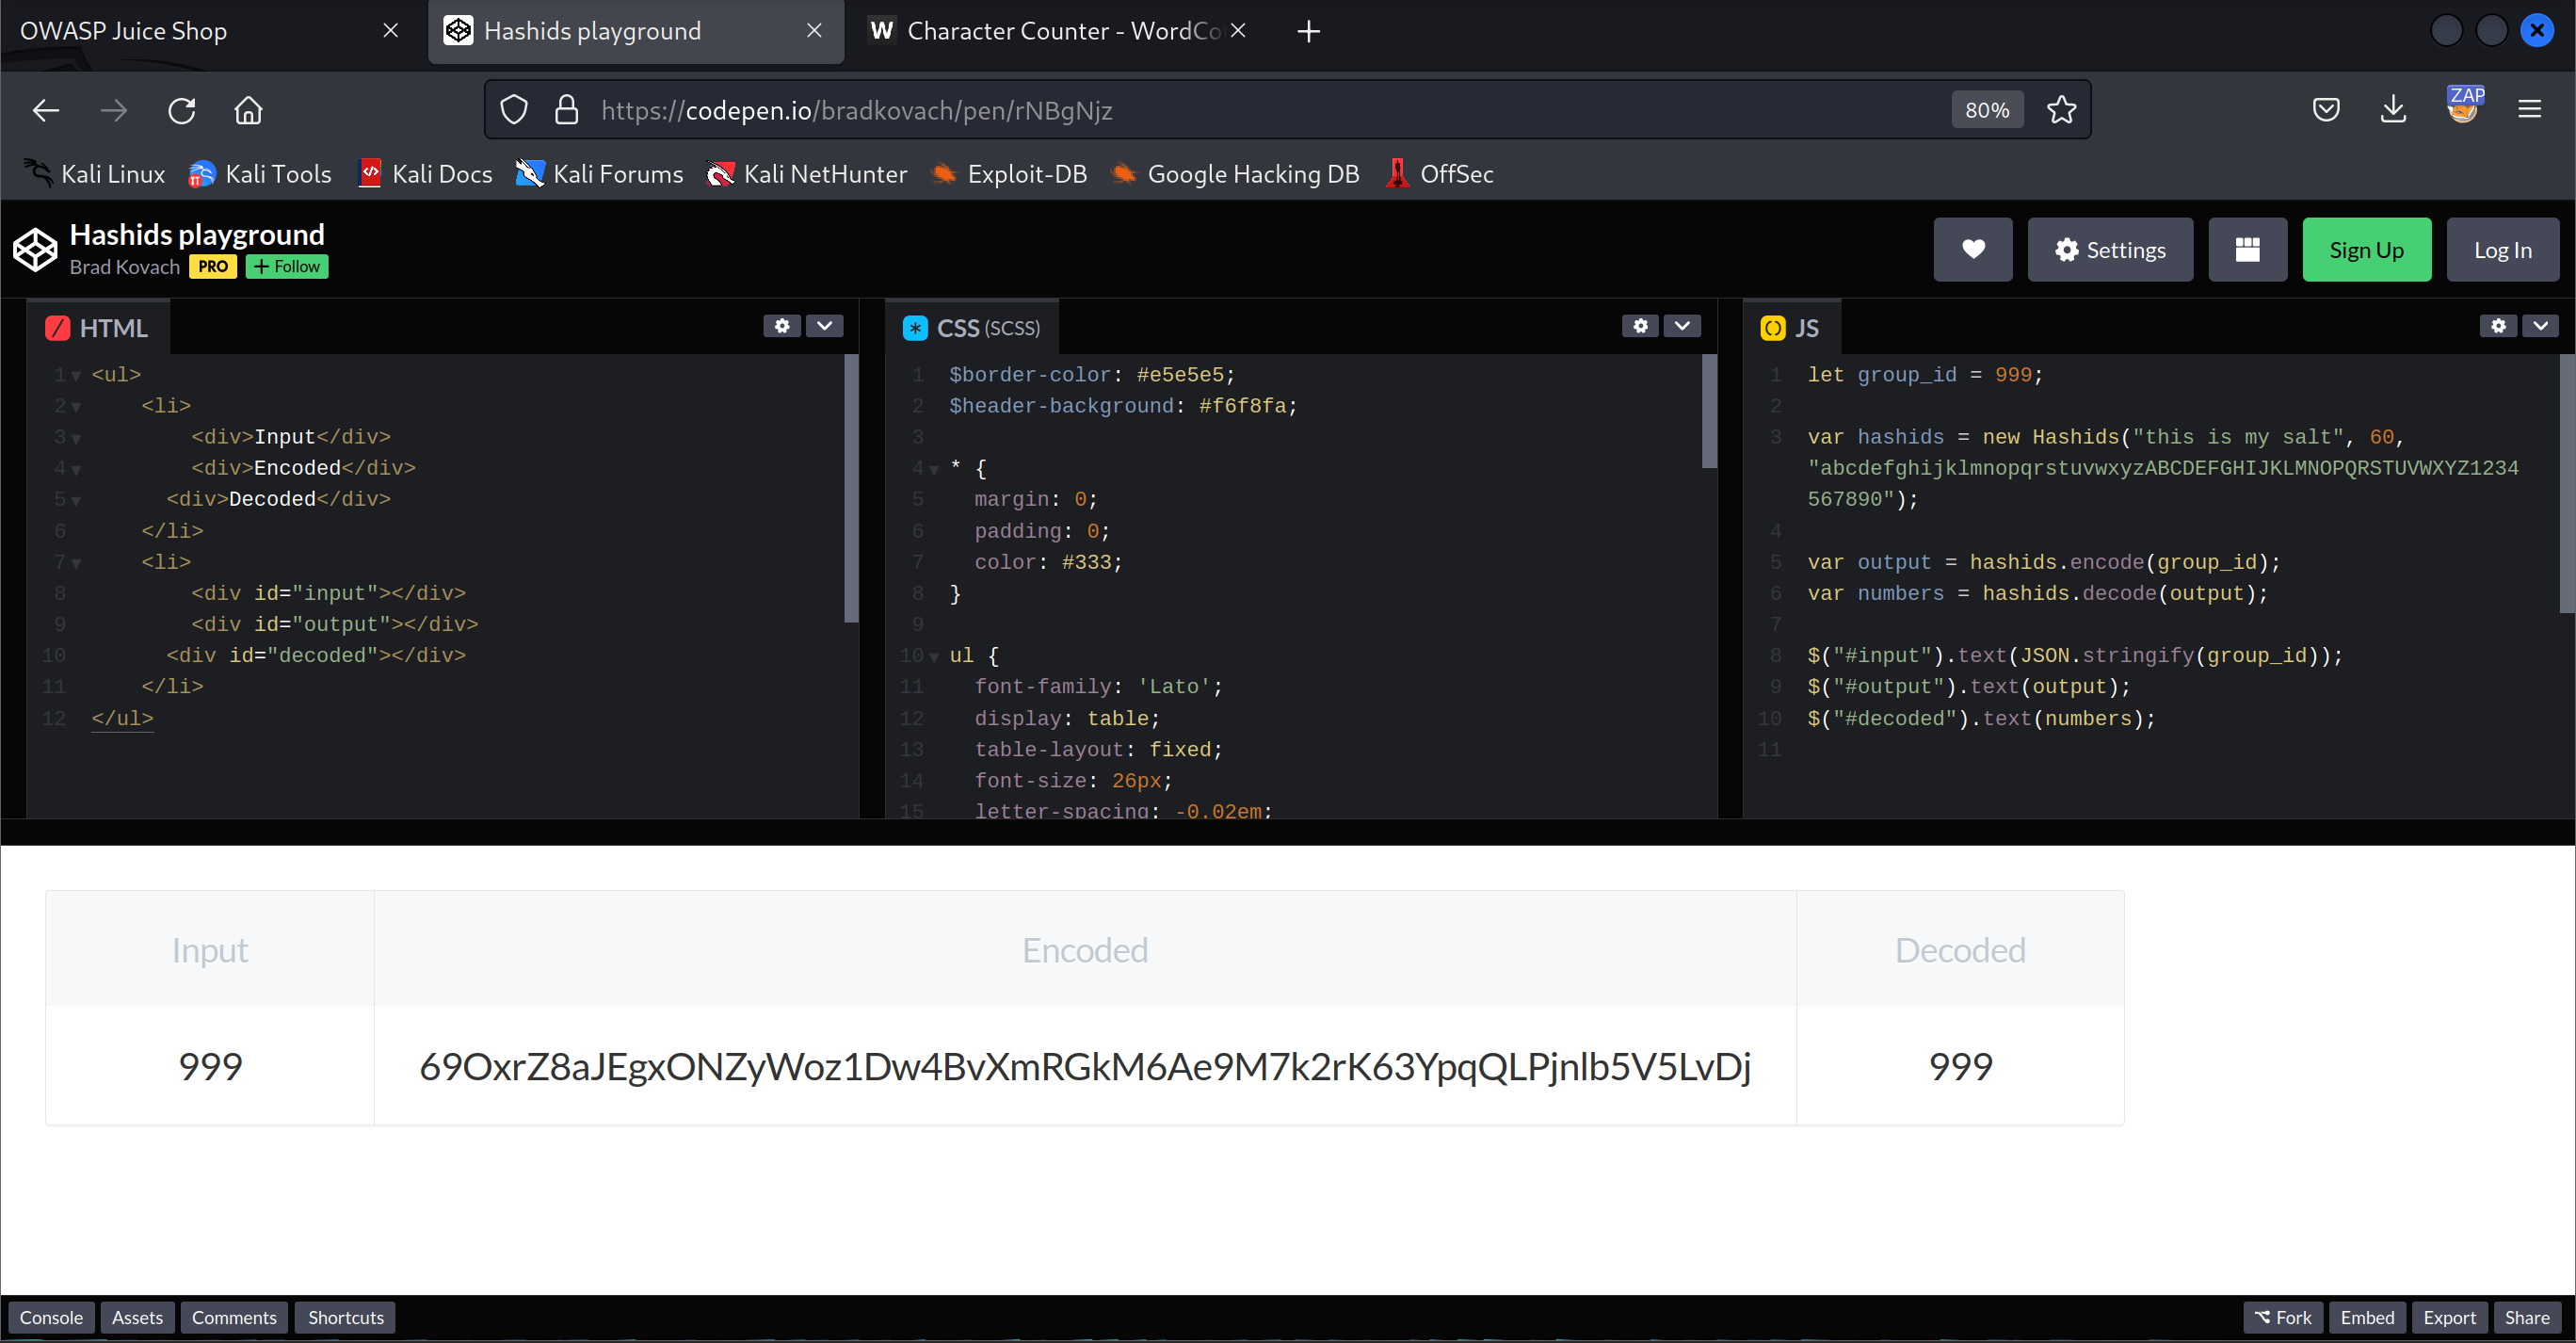 OWASP Juice Shop
Hashids playground
Character Counter - WordCo
https://codepen.io/bradkovach/pen/rNBgNjz
80%
ZAP
Kali Linux
Kali Tools
Kali Docs
Kali Forums
Kali NetHunter
Exploit-DB
Google Hacking DB
OffSec
Hashids playground
Brad Kovach PRO + Follow
Settings
Sign Up
Log In
HTML
1 <ul>
2 <li>
3 <div>Input</div>
4 <div>Encoded</div>
5 <div>Decoded</div>
6 </li>
7 <li>
8 <div id="input"></div>
9 <div id="output"></div>
10 <div id="decoded"></div>
11 </li>
12 </ul>
CSS (SCSS)
1 $border-color: #e5e5e5;
2 $header-background: #f6f8fa;
3
4 * {
5 margin: 0;
6 padding: 0;
7 color: #333;
8 }
9
10 ul {
11 font-family: 'Lato';
12 display: table;
13 table-layout: fixed;
14 font-size: 26px;
15 letter-spacing: -0.02em;
JS
1 let group_id = 999;
2
3 var hashids = new Hashids("this is my salt", 60,
"abcdefghijklmnopqrstuvwxyzABCDEFGHIJKLMNOPQRSTUVWXYZ1234
567890");
4
5 var output = hashids.encode(group_id);
6 var numbers = hashids.decode(output);
7
8 $("#input").text(JSON.stringify(group_id));
9 $("#output").text(output);
10 $("#decoded").text(numbers);
11
Input
Encoded
Decoded
999
69OxrZ8aJEgxONZyWoz1Dw4BvXmRGkM6Ae9M7k2rK63YpqQLPjnlb5V5LvDj
999
Console
Assets
Comments
Shortcuts
Fork
Embed
Export
Share